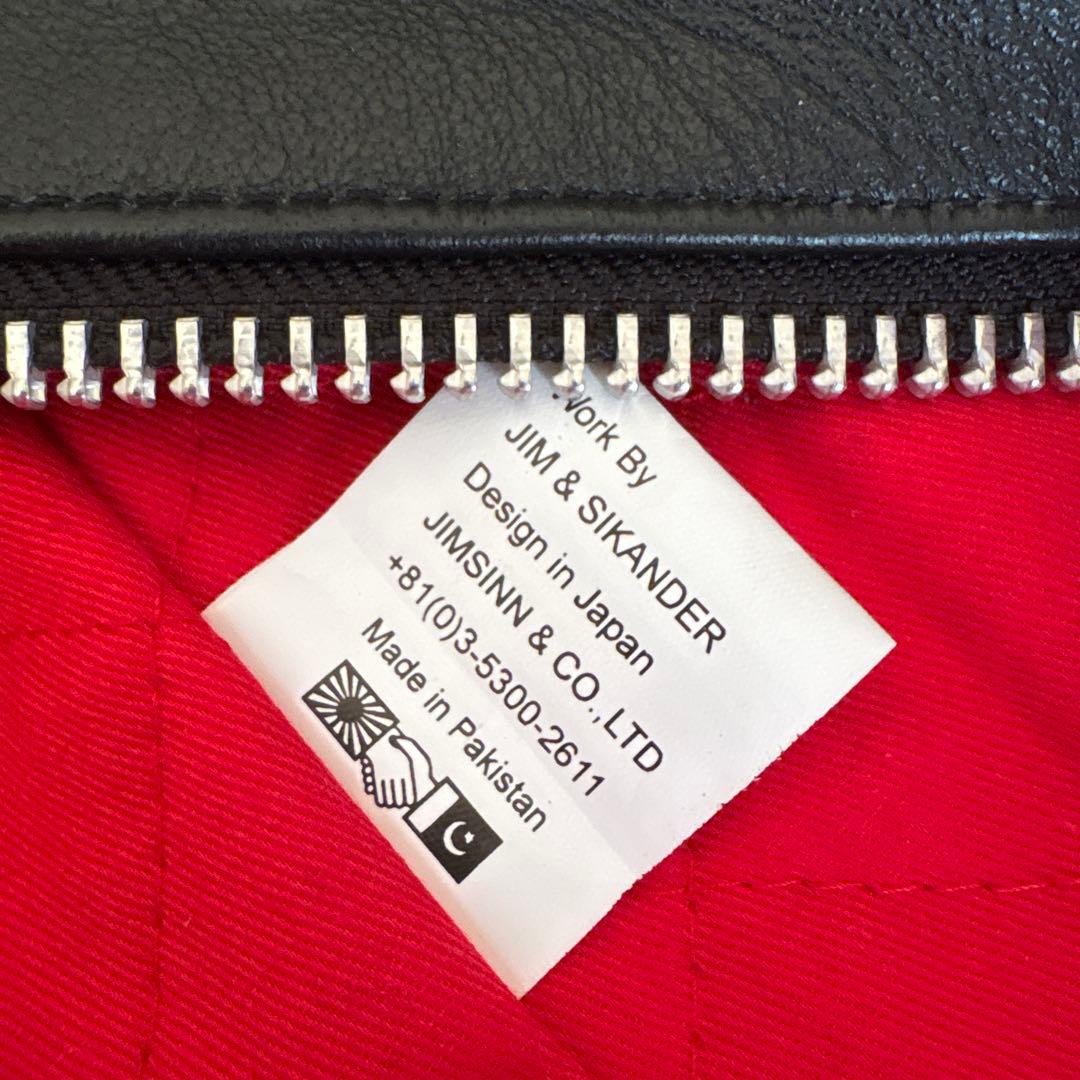 Work By
JIM & SIKANDER
Design in Japan
JIMSINN & CO.,LTD
+81(0)3-5300-2611
Made in Pakistan